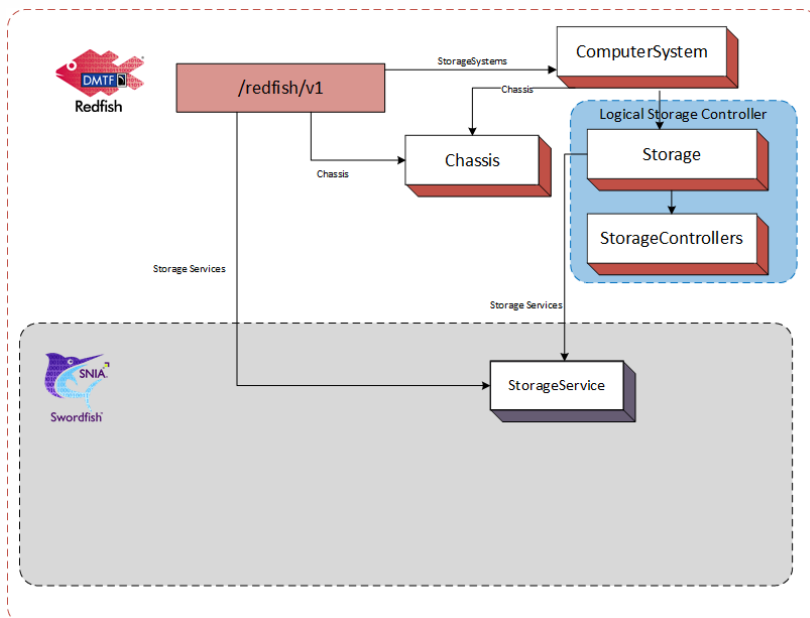 ComputerSystem
StorageSystems
DMTF
Redfish
/redfish/v1
Chassis
Logical Storage Controller
Storage
Chassis
Chassis
StorageControllers
Storage Services
Storage Services
SNIA
Swordfish
StorageService